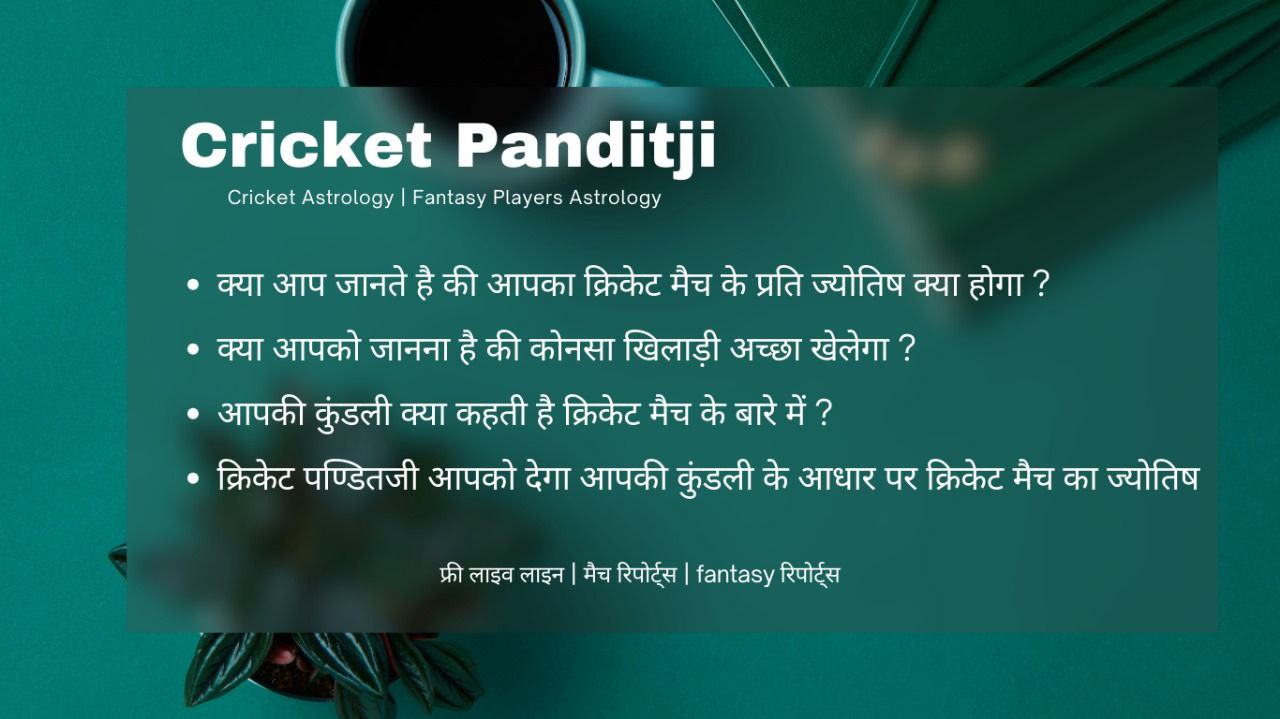 Cricket Panditji
Cricket Astrology | Fantasy Players Astrology
• क्या आप जानते है की आपका क्रिकेट मैच के प्रति ज्योतिष क्या होगा ?
• क्या आपको जानना है की कोनसा खिलाड़ी अच्छा खेलेगा ?
• आपकी कुंडली क्या कहती है क्रिकेट मैच के बारे में ?
• क्रिकेट पण्डितजी आपको देगा आपकी कुंडली के आधार पर क्रिकेट मैच का ज्योतिष
फ्री लाइव लाइन | मैच रिपोर्ट्स | fantasy रिपोर्ट्स